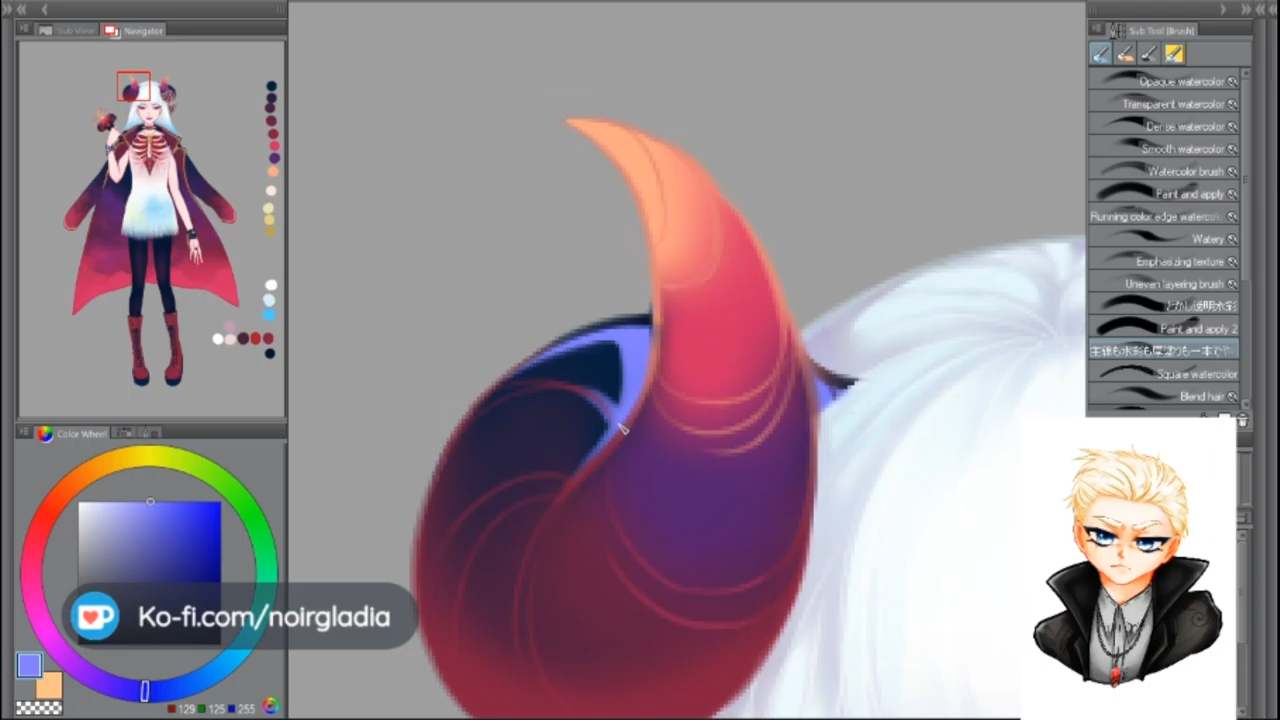 Sub View
Navigator
Sub Tool [Brush]
Opaque watercolor
Transparent watercolor
Dense watercolor
Smooth watercolor
Watercolor brush
Paint and apply
Running color edge watercolo
Watery
Emphasizing texture
Uneven layering brush
Paint and apply 2
Square watercolor
Blend hair
Color Wheel
Ko-fi.com/noirgladia
129 125 255